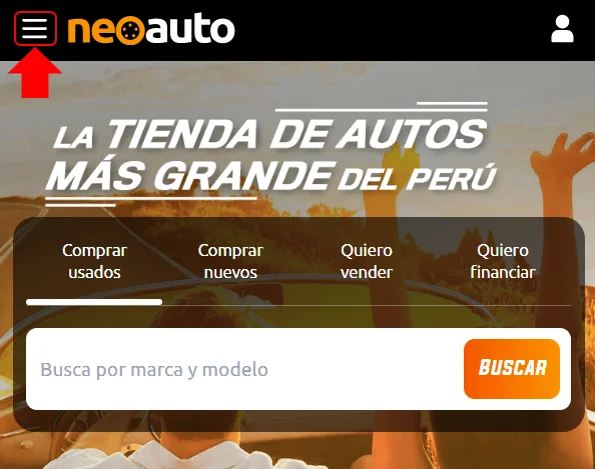 neoauto
LA TIENDA DE AUTOS
MÁS GRANDE DEL PERÚ
Comprar usados
Comprar nuevos
Quiero vender
Quiero financiar
Busca por marca y modelo
BUSCAR